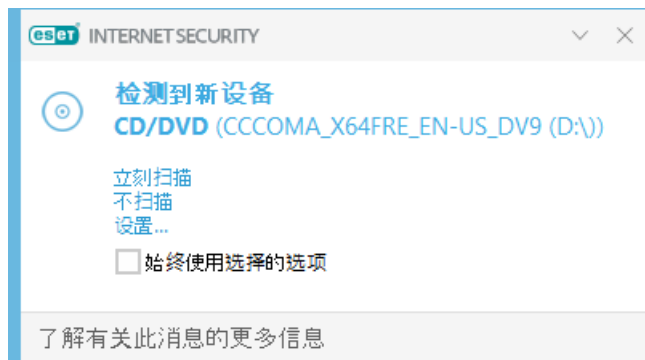 eset INTERNET SECURITY
检测到新设备
CD/DVD (CCCOMA_X64FRE_EN-US_DV9 (D:\))
立刻扫描
不扫描
设置...
始终使用选择的选项
了解有关此消息的更多信息